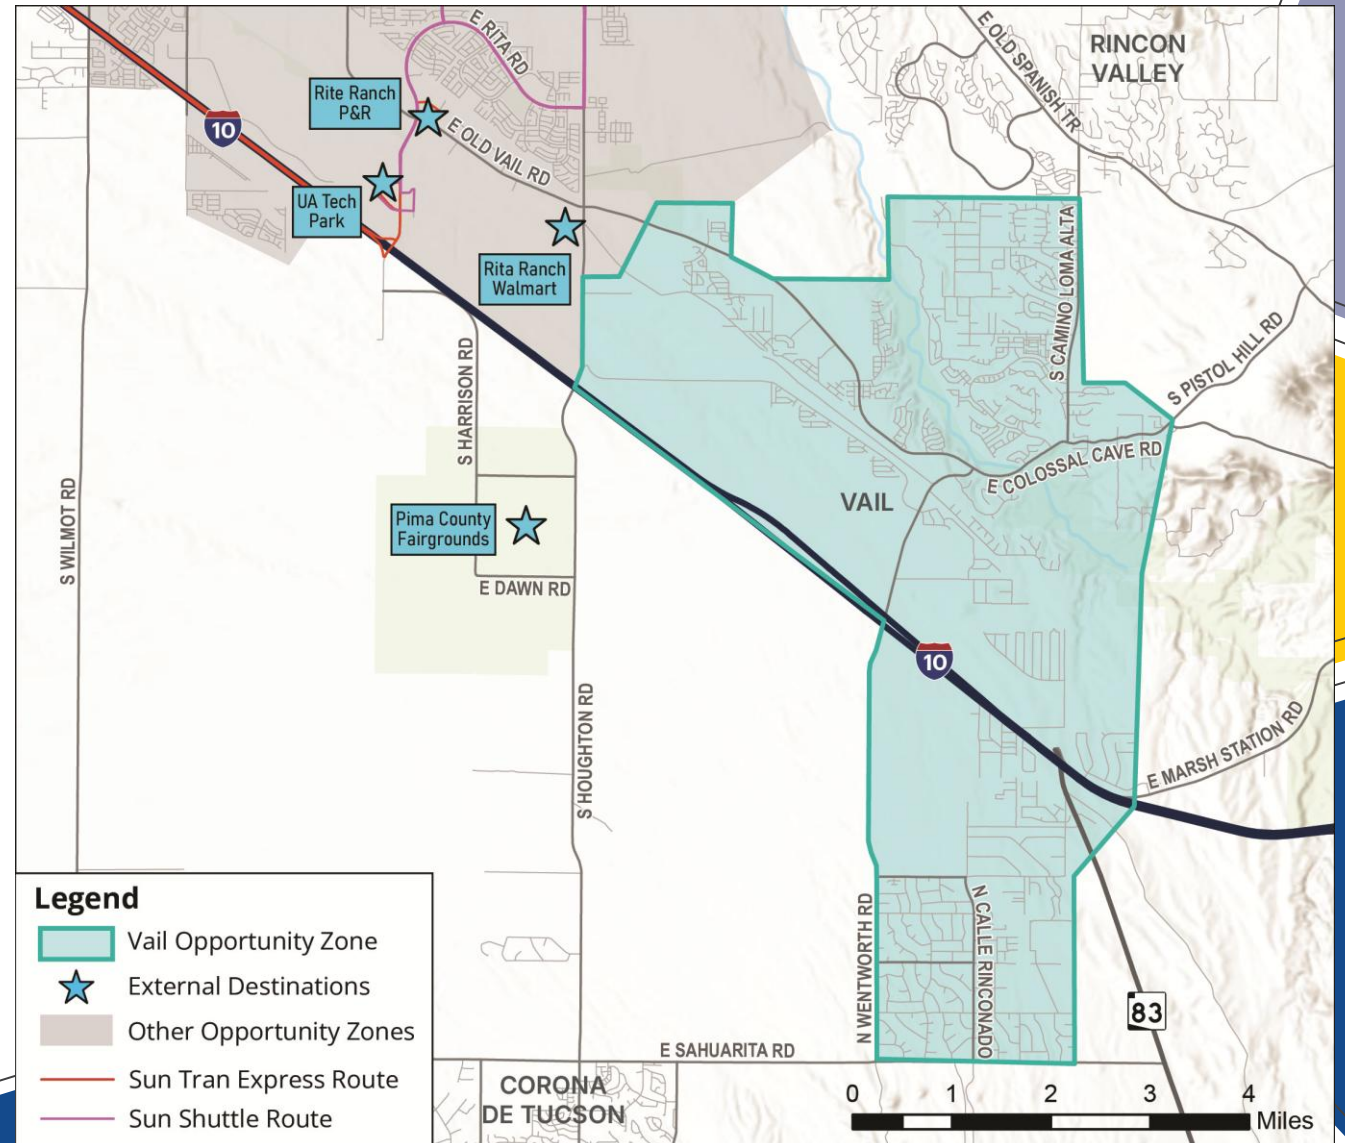 E RITA RD
E OLD SPANISH TR
RINCON
VALLEY
Rite Ranch
P&R
10
E OLD VAIL RD
UA Tech
Park
Rita Ranch
Walmart
S CAMINO LOMA ALTA
S PISTOL HILL RD
S HARRISON RD
E COLOSSAL CAVE RD
VAIL
S WILMOT RD
Pima County
Fairgrounds
E DAWN RD
10
S HOUGHTON RD
E MARSH STATION RD
N WENTWORTH RD
N CALLE RINCONADO
83
E SAHUARITA RD
CORONA
DE TUCSON
Legend
Vail Opportunity Zone
External Destinations
Other Opportunity Zones
Sun Tran Express Route
Sun Shuttle Route
0 1 2 3 4
Miles